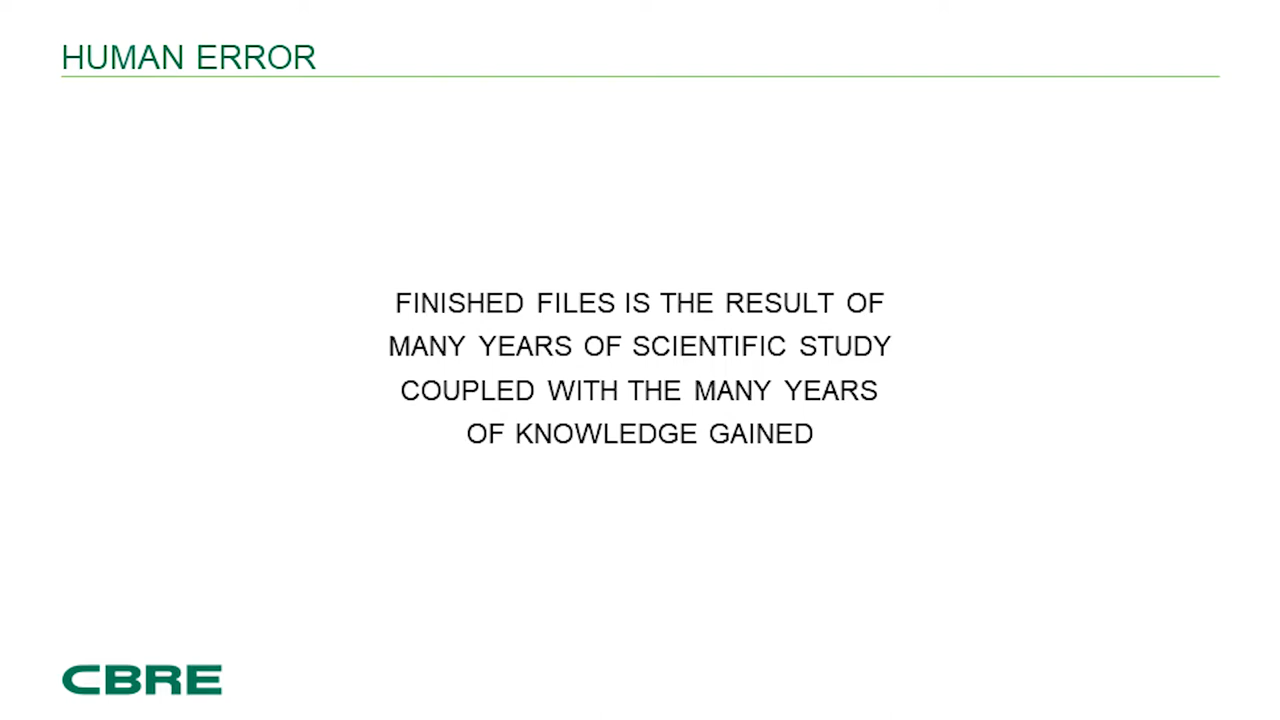 HUMAN ERROR
FINISHED FILES IS THE RESULT OF
MANY YEARS OF SCIENTIFIC STUDY
COUPLED WITH THE MANY YEARS
OF KNOWLEDGE GAINED
CBRE